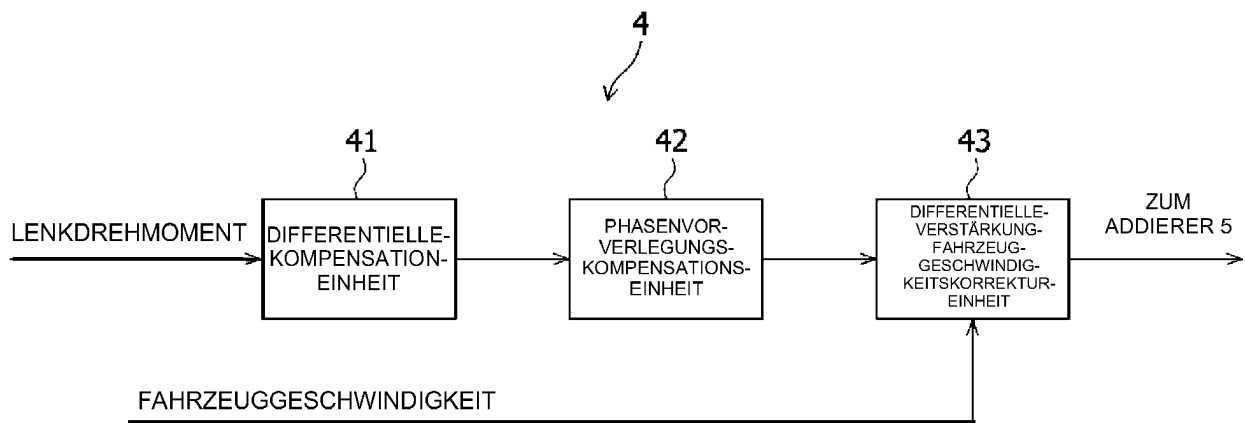 4
41
42
43
LENKDREHMOMENT
DIFFERENTIELLE-
KOMPENSATION-
EINHEIT
PHASENVOR-
VERLEGUNGS-
KOMPENSATIONS-
EINHEIT
DIFFERENTIELLE-
VERSTÄRKUNG-
FAHRZEUG-
GESCHWINDIG-
KEITSKORREKTUR-
EINHEIT
ZUM
ADDIERER 5
FAHRZEUGGESCHWINDIGKEIT